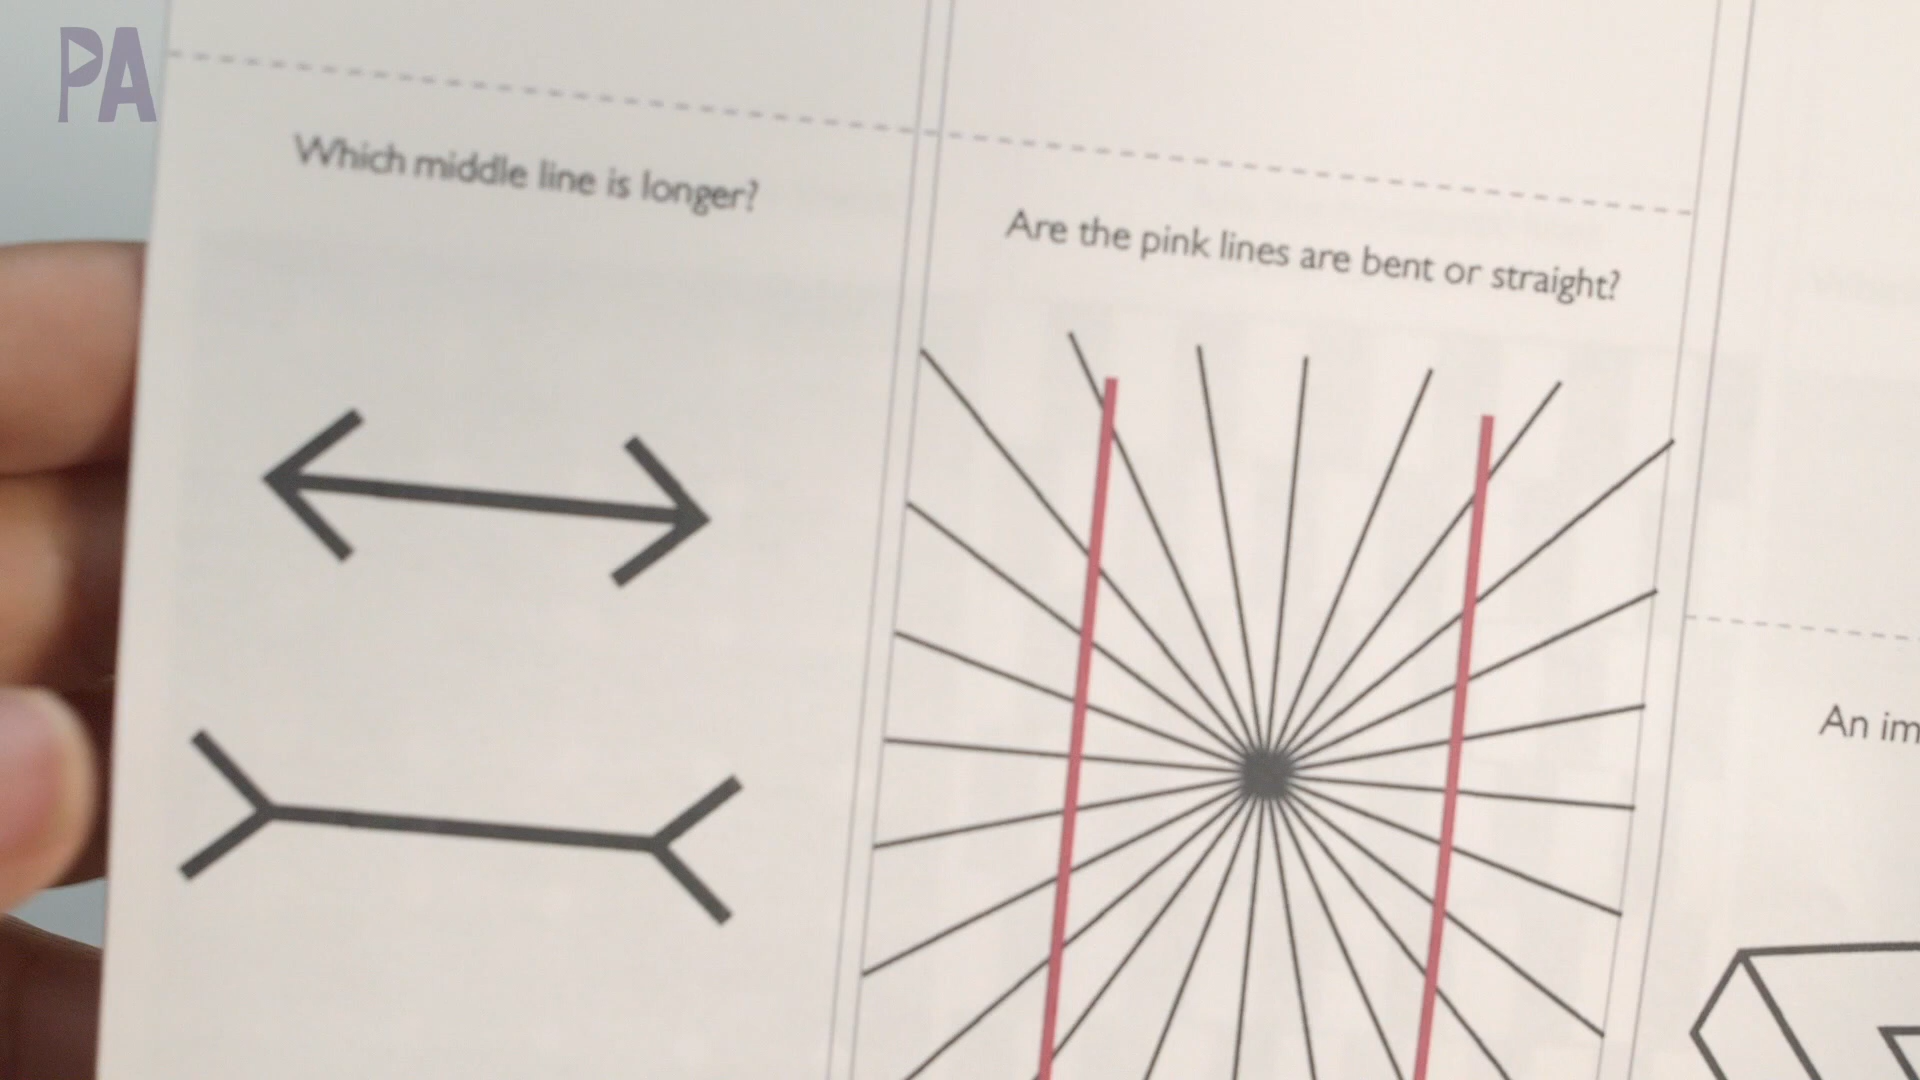 PA
Which middle line is longer?
Are the pink lines are bent or straight?
An im